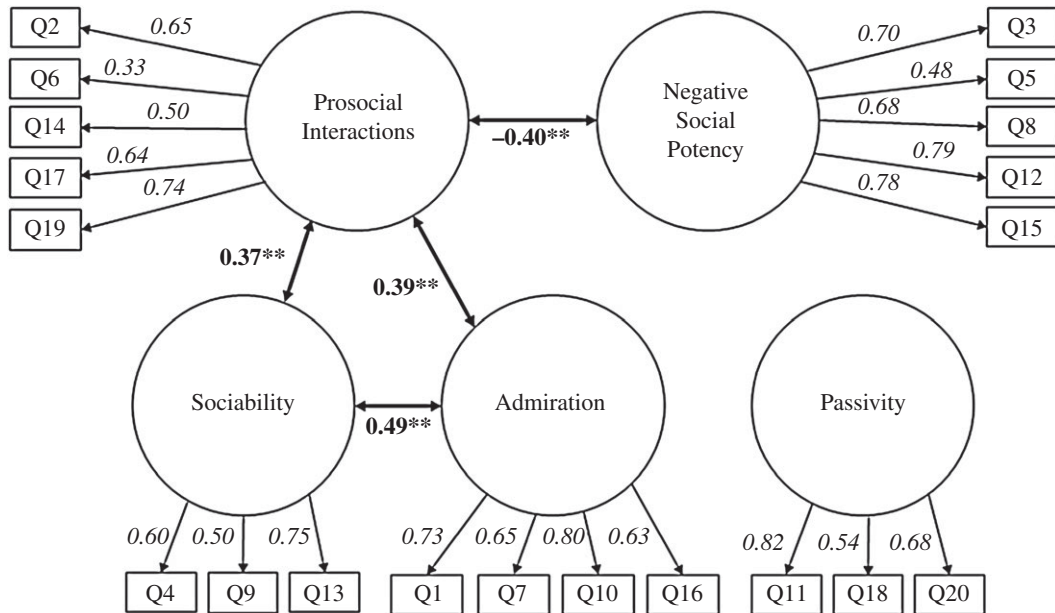 Q2
0.65
Q6
0.33
Q14
0.50
Q17
0.64
Q19
0.74
Prosocial
Interactions
–0.40**
Negative
Social
Potency
0.70
Q3
0.48
Q5
0.68
Q8
0.79
Q12
0.78
Q15
0.37**
0.39**
Sociability
0.49**
Admiration
Passivity
0.60
0.50
0.75
0.73
0.65
0.80
0.63
0.82
0.54
0.68
Q4
Q9
Q13
Q1
Q7
Q10
Q16
Q11
Q18
Q20